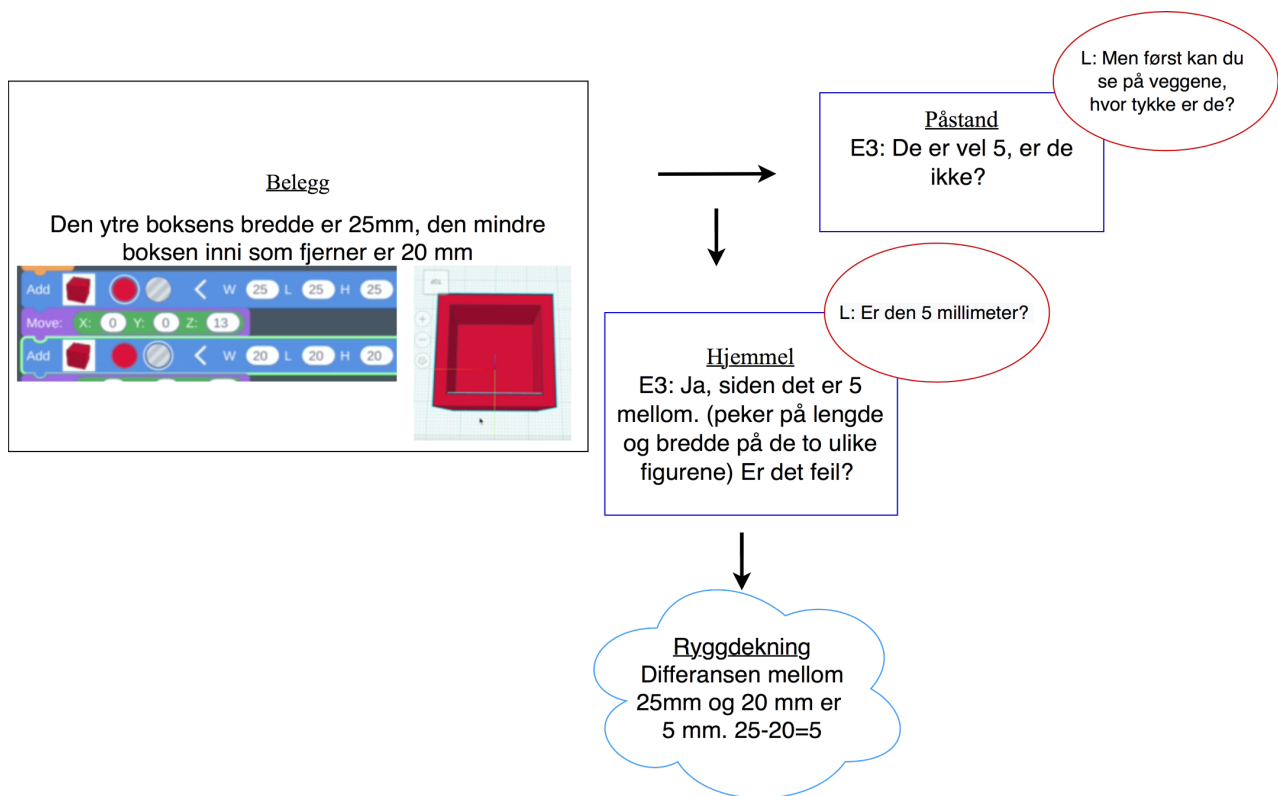 L: Men først kan du
se på veggene,
hvor tykke er de?
Påstand
E3: De er vel 5, er de
ikke?
Belegg
Den ytre boksens bredde er 25mm, den mindre
boksen inni som fjerner er 20 mm
Add W 25 L 25 H 25
Move: X: 0 Y: 0 Z: 13
Add W 20 L 20 H 20
L: Er den 5 millimeter?
Hjemmel
E3: Ja, siden det er 5
mellom. (peker på lengde
og bredde på de to ulike
figurene) Er det feil?
Ryggdekning
Differansen mellom
25mm og 20 mm er
5 mm. 25-20=5